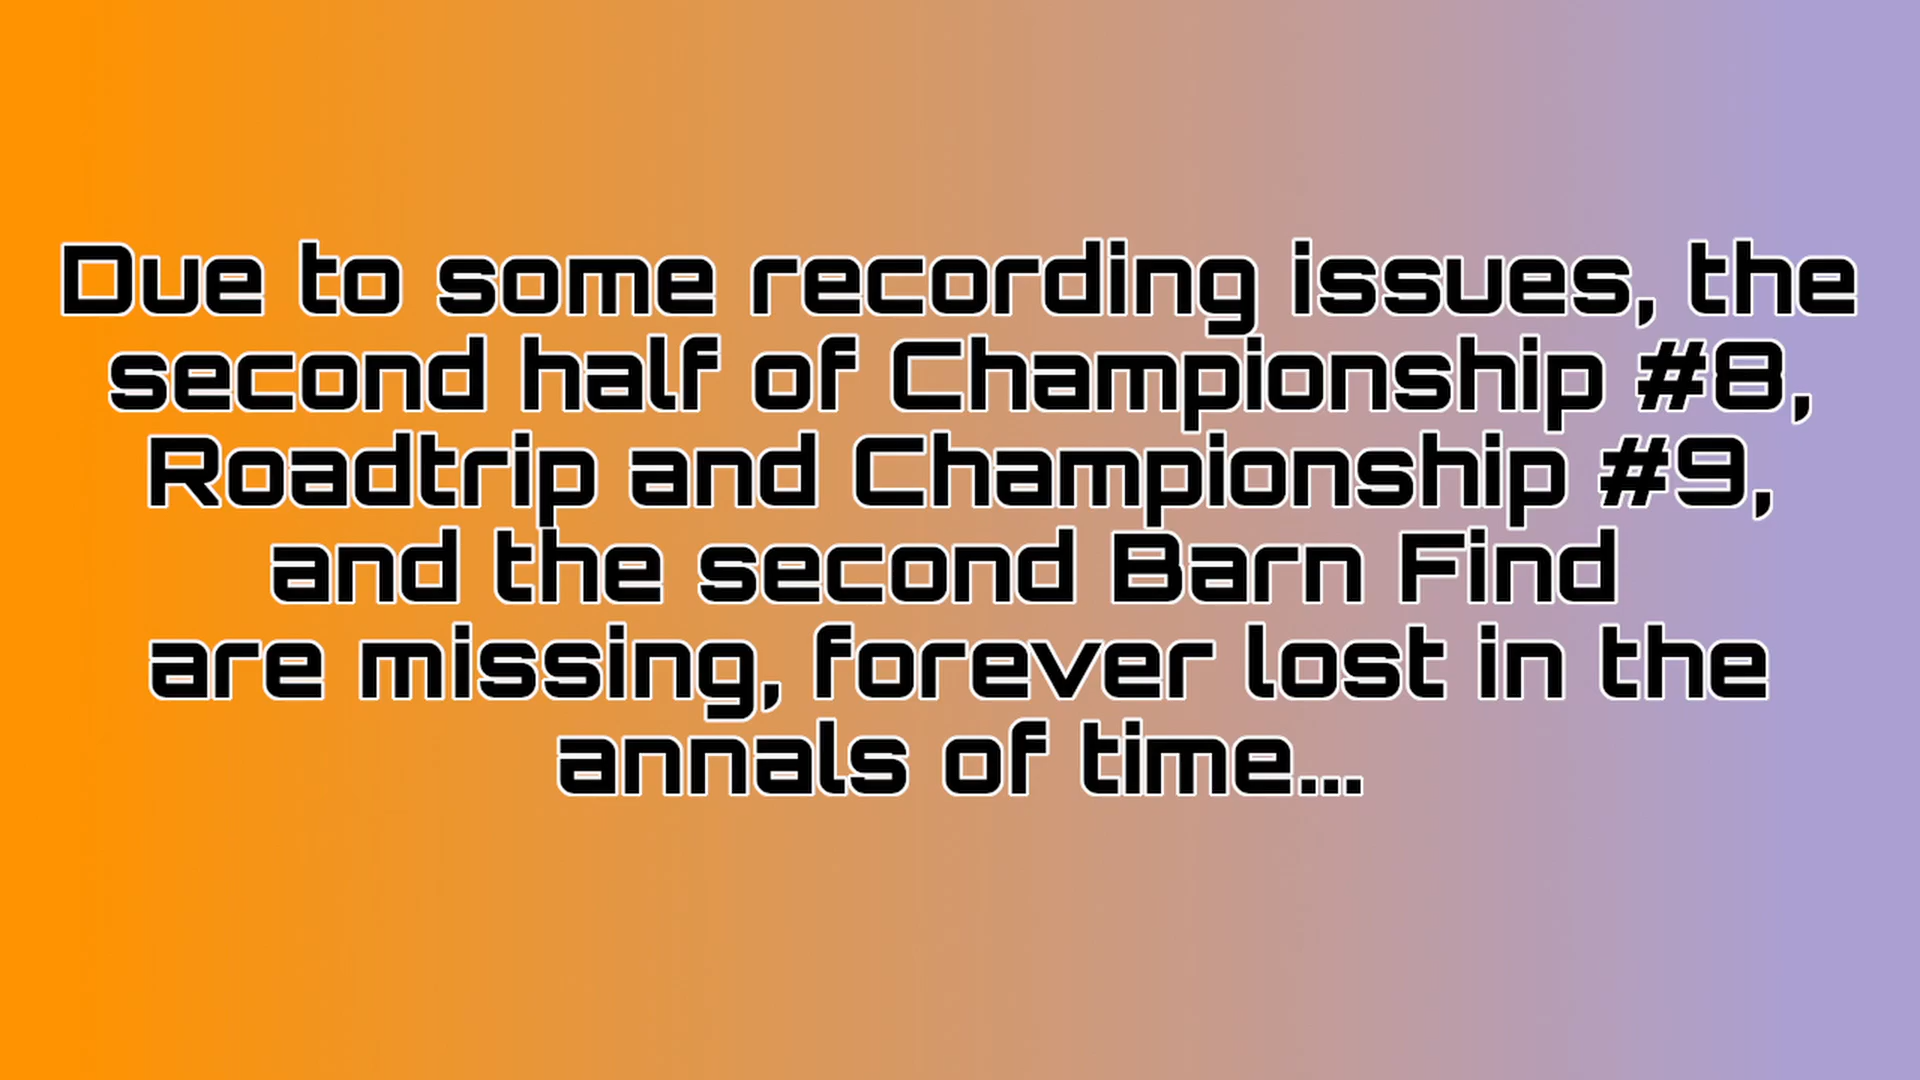 Due to some recording issues, the
second half of Championship #8,
Roadtrip and Championship #9,
and the second Barn Find
are missing, forever lost in the
annals of time...